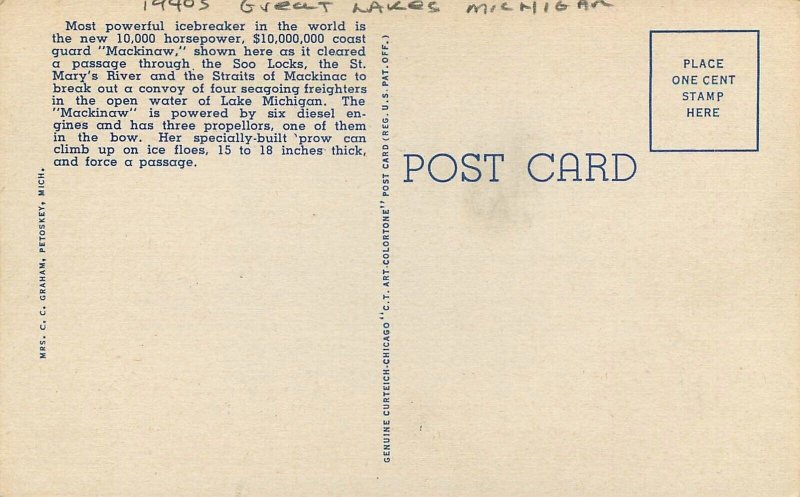 1940S GREAT LAKES MICHIGAN
Most powerful icebreaker in the world is
the new 10,000 horsepower, $10,000,000 coast
guard "Mackinaw," shown here as it cleared
a passage through the Soo Locks, the St.
Mary's River and the Straits of Mackinac to
break out a convoy of four seagoing freighters
in the open water of Lake Michigan. The
"Mackinaw" is powered by six diesel en-
gines and has three propellors, one of them
in the bow. Her specially-built 'prow can
climb up on ice floes, 15 to 18 inches thick,
and force a passage.
MRS. C. C. GRAHAM, PETOSKEY, MICH.
GENUINE CURTEICH-CHICAGO "C.T. ART-COLORTONE" POST CARD (REG. U.S. PAT. OFF.)
POST CARD
PLACE
ONE CENT
STAMP
HERE